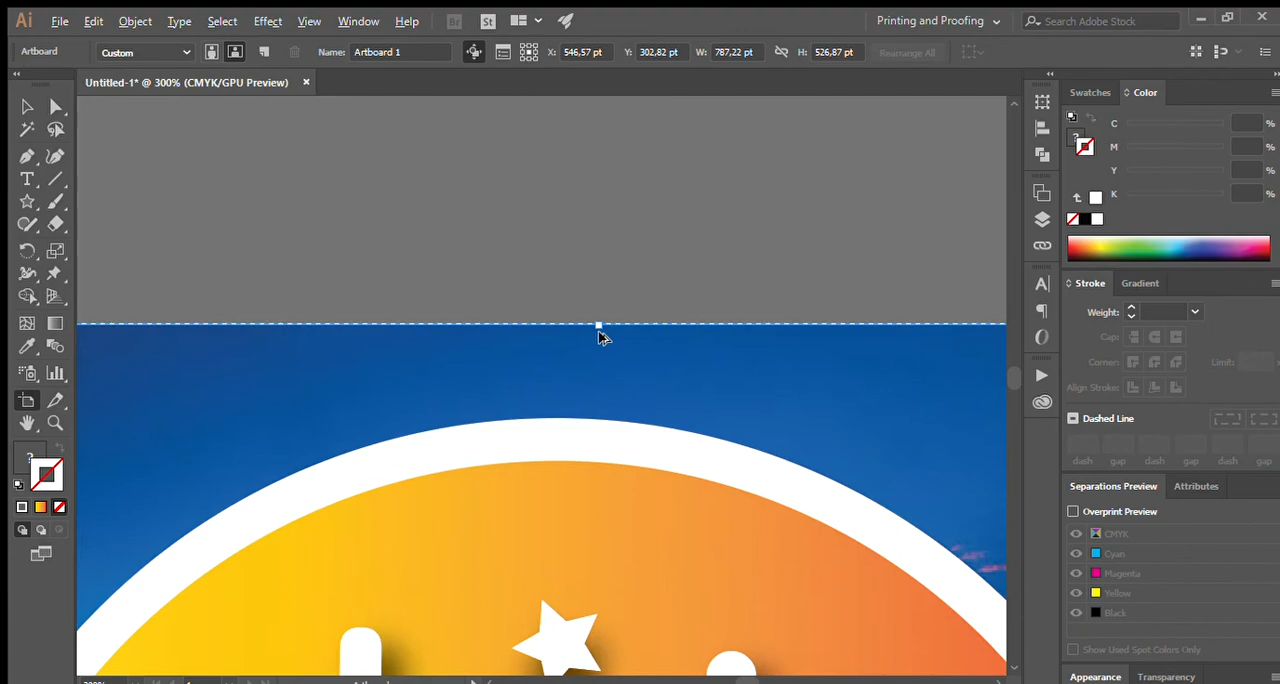 Ai File Edit Object Type Select Effect View Window Help Br St Printing and Proofing Search Adobe Stock
Artboard Custom Name: Artboard 1 X: 546,57 pt Y: 302,82 pt W: 787,22 pt H: 526,87 pt Rearrange All
Untitled-1* @ 300% (CMYK/GPU Preview) ×
Swatches Color
C %
M %
Y %
K %
Stroke Gradient
Weight:
Cap:
Corner: Limit: %
Align Stroke:
Dashed Line
dash gap dash gap dash gap
Separations Preview Attributes
Overprint Preview
CMYK
Cyan
Magenta
Yellow
Black
Show Used Spot Colors Only
Appearance Transparency